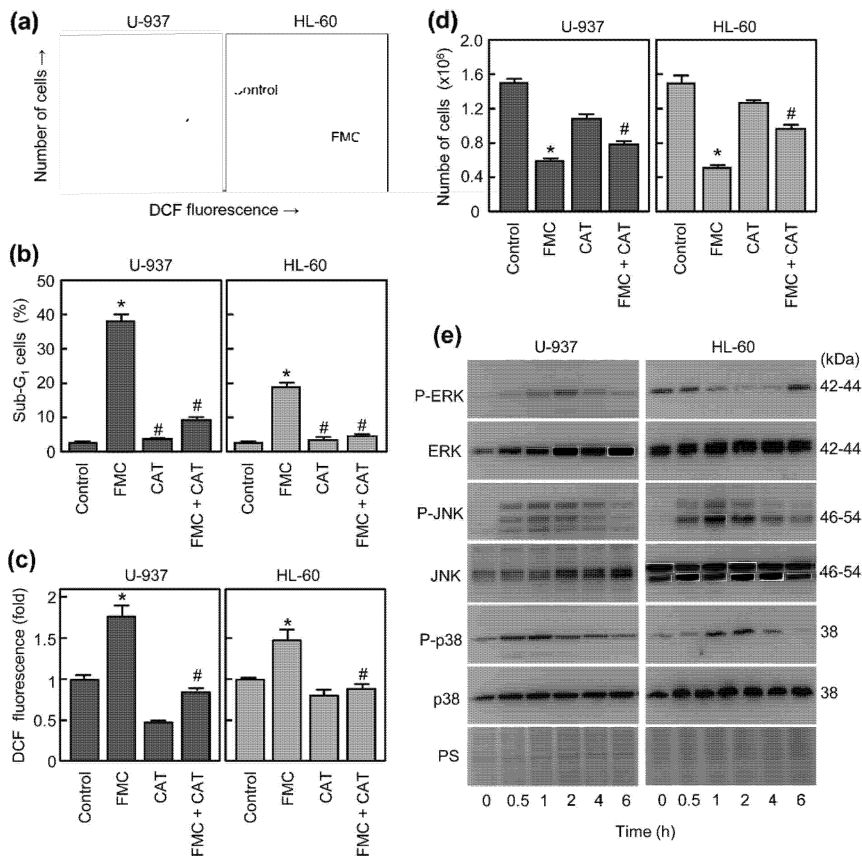 (a)
U-937
HL-60
Number of cells →
Control
FMC
DCF fluorescence →
(b)
U-937
HL-60
Sub-G1 cells (%)
50
40
30
20
10
0
*
#
#
*
#
#
Control
FMC
CAT
FMC + CAT
Control
FMC
CAT
FMC + CAT
(c)
U-937
HL-60
DCF fluorescence (fold)
2
1.5
1
0.5
0
*
#
*
#
Control
FMC
CAT
FMC + CAT
Control
FMC
CAT
FMC + CAT
(d)
U-937
HL-60
Numbe of cells (x10⁶)
2.0
1.6
1.2
0.8
0.4
0
*
#
*
#
Control
FMC
CAT
FMC + CAT
Control
FMC
CAT
FMC + CAT
(e)
U-937
HL-60
(kDa)
P-ERK
42-44
ERK
42-44
P-JNK
46-54
JNK
46-54
P-p38
38
p38
38
PS
0 0.5 1 2 4 6
0 0.5 1 2 4 6
Time (h)